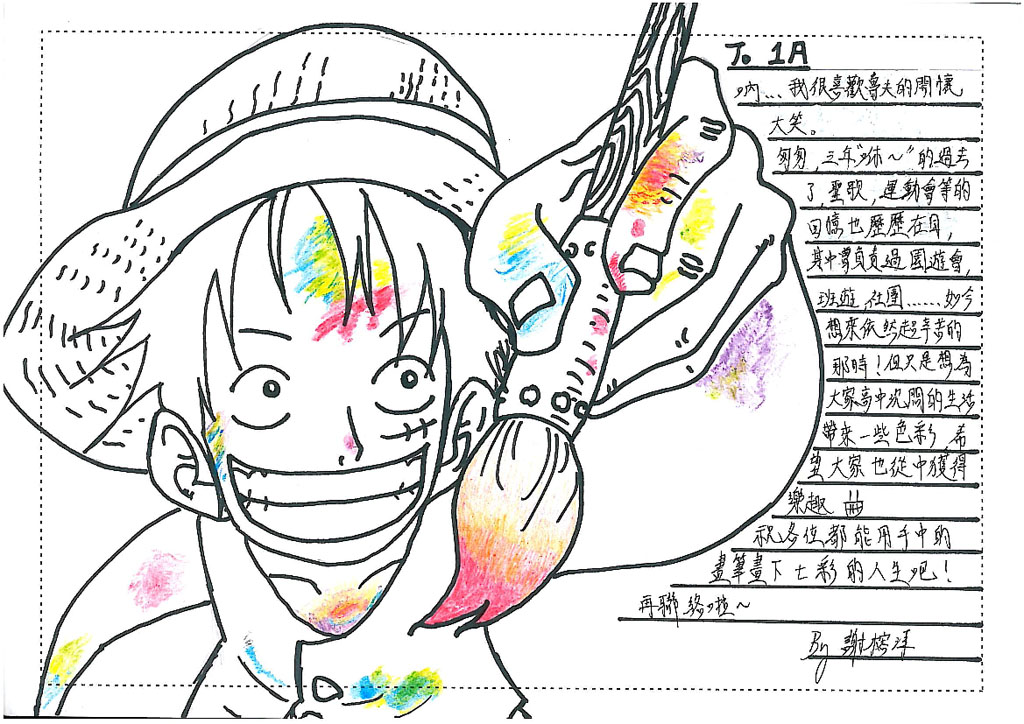 To 1A
吶...我很喜歡魯夫的開懷
大笑。
匆匆,三年"咻～"的過去
了,聖歌,運動會等的
回憶也歷歷在目,
其中曾負責過園遊會,
班遊,社團......如今
想來依然超辛苦的
那時!但只是想為
大家高中沉悶的生活
帶來一些色彩,希
望大家也從中獲得
樂趣
祝各位都能用手中的
畫筆畫下七彩的人生吧!
再聯絡啦～
By 謝